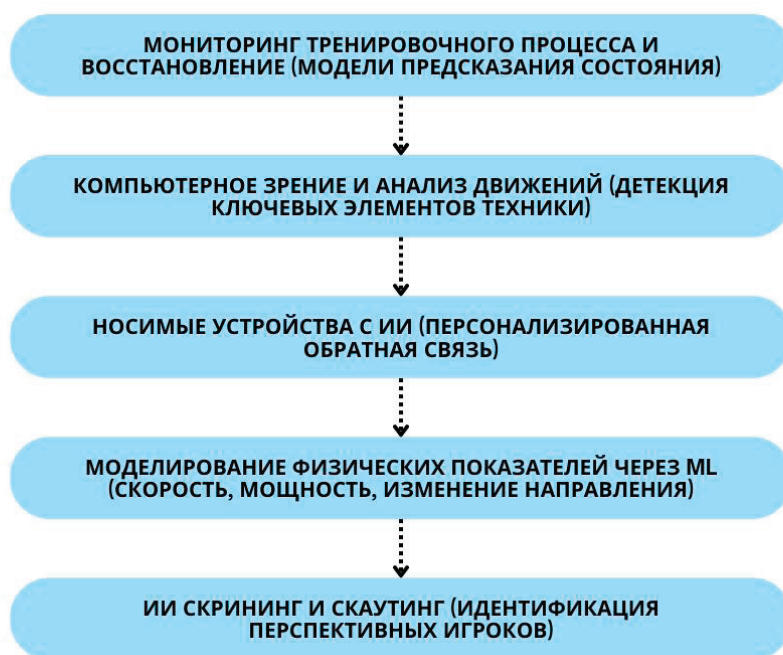 МОНИТОРИНГ ТРЕНИРОВОЧНОГО ПРОЦЕССА И
ВОССТАНОВЛЕНИЕ (МОДЕЛИ ПРЕДСКАЗАНИЯ СОСТОЯНИЯ)
КОМПЬЮТЕРНОЕ ЗРЕНИЕ И АНАЛИЗ ДВИЖЕНИЙ (ДЕТЕКЦИЯ
КЛЮЧЕВЫХ ЭЛЕМЕНТОВ ТЕХНИКИ)
НОСИМЫЕ УСТРОЙСТВА С ИИ (ПЕРСОНАЛИЗИРОВАННАЯ
ОБРАТНАЯ СВЯЗЬ)
МОДЕЛИРОВАНИЕ ФИЗИЧЕСКИХ ПОКАЗАТЕЛЕЙ ЧЕРЕЗ ML
(СКОРОСТЬ, МОЩНОСТЬ, ИЗМЕНЕНИЕ НАПРАВЛЕНИЯ)
ИИ СКРИНИНГ И СКАУТИНГ (ИДЕНТИФИКАЦИЯ
ПЕРСПЕКТИВНЫХ ИГРОКОВ)